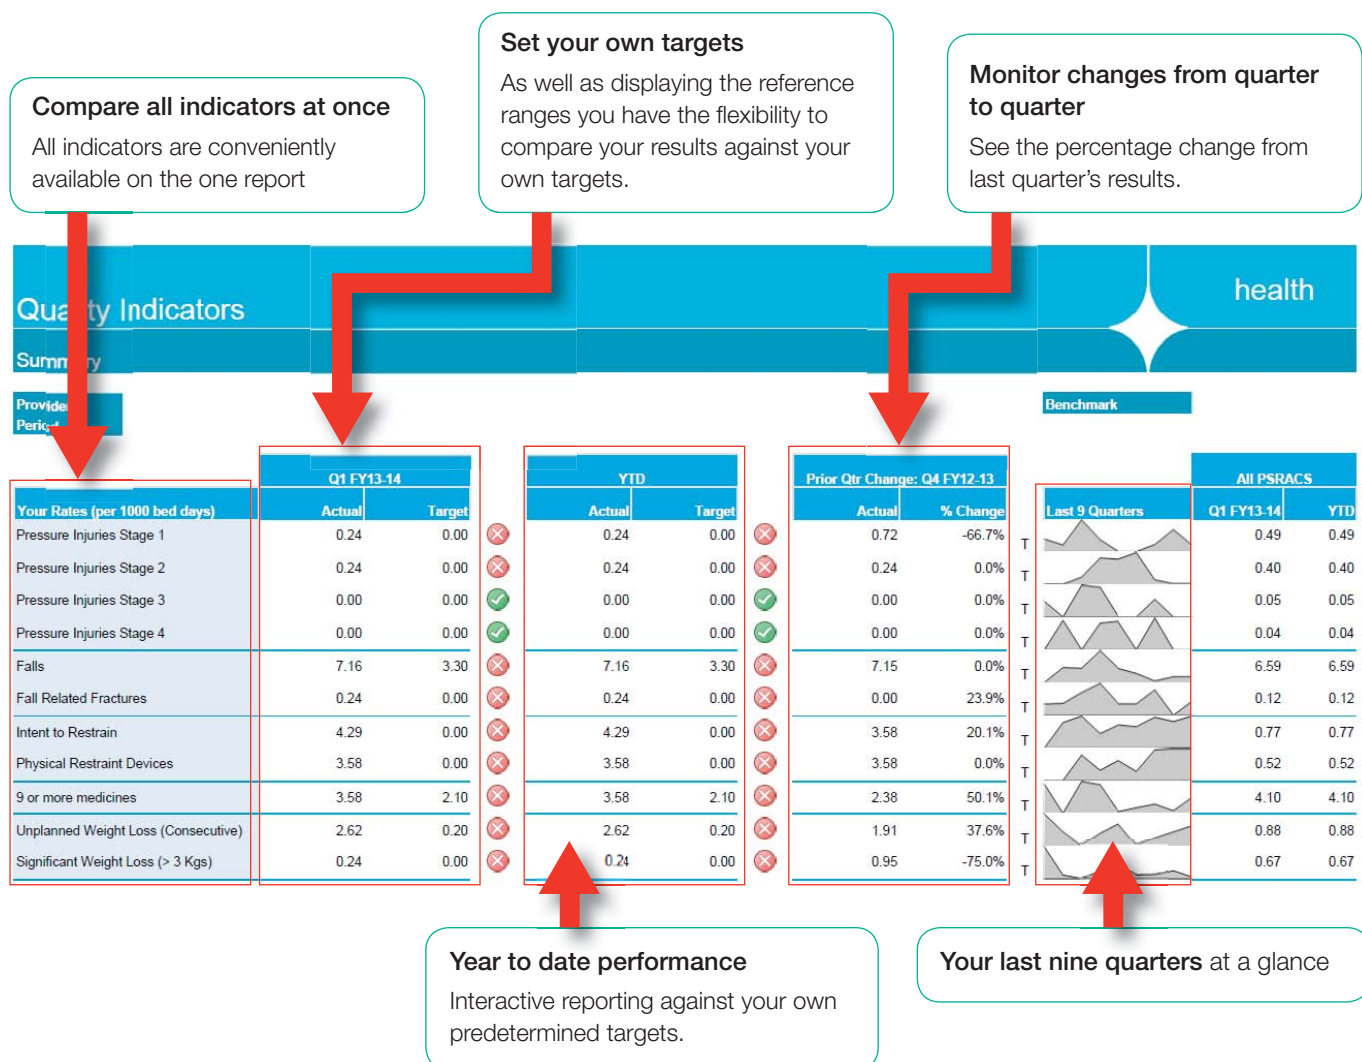 Compare all indicators at once
All indicators are conveniently
available on the one report
Set your own targets
As well as displaying the reference
ranges you have the flexibility to
compare your results against your
own targets.
Monitor changes from quarter
to quarter
See the percentage change from
last quarter's results.
Quality Indicators
health
Summary
Provider
Period
Benchmark
Q1 FY13-14 YTD Prior Qtr Change: Q4 FY12-13 All PSRACS
Your Rates (per 1000 bed days) Actual Target Actual Target Actual % Change Last 9 Quarters Q1 FY13-14 YTD
Pressure Injuries Stage 1 0.24 0.00 0.24 0.00 0.72 -66.7% T 0.49 0.49
Pressure Injuries Stage 2 0.24 0.00 0.24 0.00 0.24 0.0% T 0.40 0.40
Pressure Injuries Stage 3 0.00 0.00 0.00 0.00 0.00 0.0% T 0.05 0.05
Pressure Injuries Stage 4 0.00 0.00 0.00 0.00 0.00 0.0% T 0.04 0.04
Falls 7.16 3.30 7.16 3.30 7.15 0.0% T 6.59 6.59
Fall Related Fractures 0.24 0.00 0.24 0.00 0.00 23.9% T 0.12 0.12
Intent to Restrain 4.29 0.00 4.29 0.00 3.58 20.1% T 0.77 0.77
Physical Restraint Devices 3.58 0.00 3.58 0.00 3.58 0.0% T 0.52 0.52
9 or more medicines 3.58 2.10 3.58 2.10 2.38 50.1% T 4.10 4.10
Unplanned Weight Loss (Consecutive) 2.62 0.20 2.62 0.20 1.91 37.6% T 0.88 0.88
Significant Weight Loss (> 3 Kgs) 0.24 0.00 0.24 0.00 0.95 -75.0% T 0.67 0.67
Year to date performance
Interactive reporting against your own
predetermined targets.
Your last nine quarters at a glance